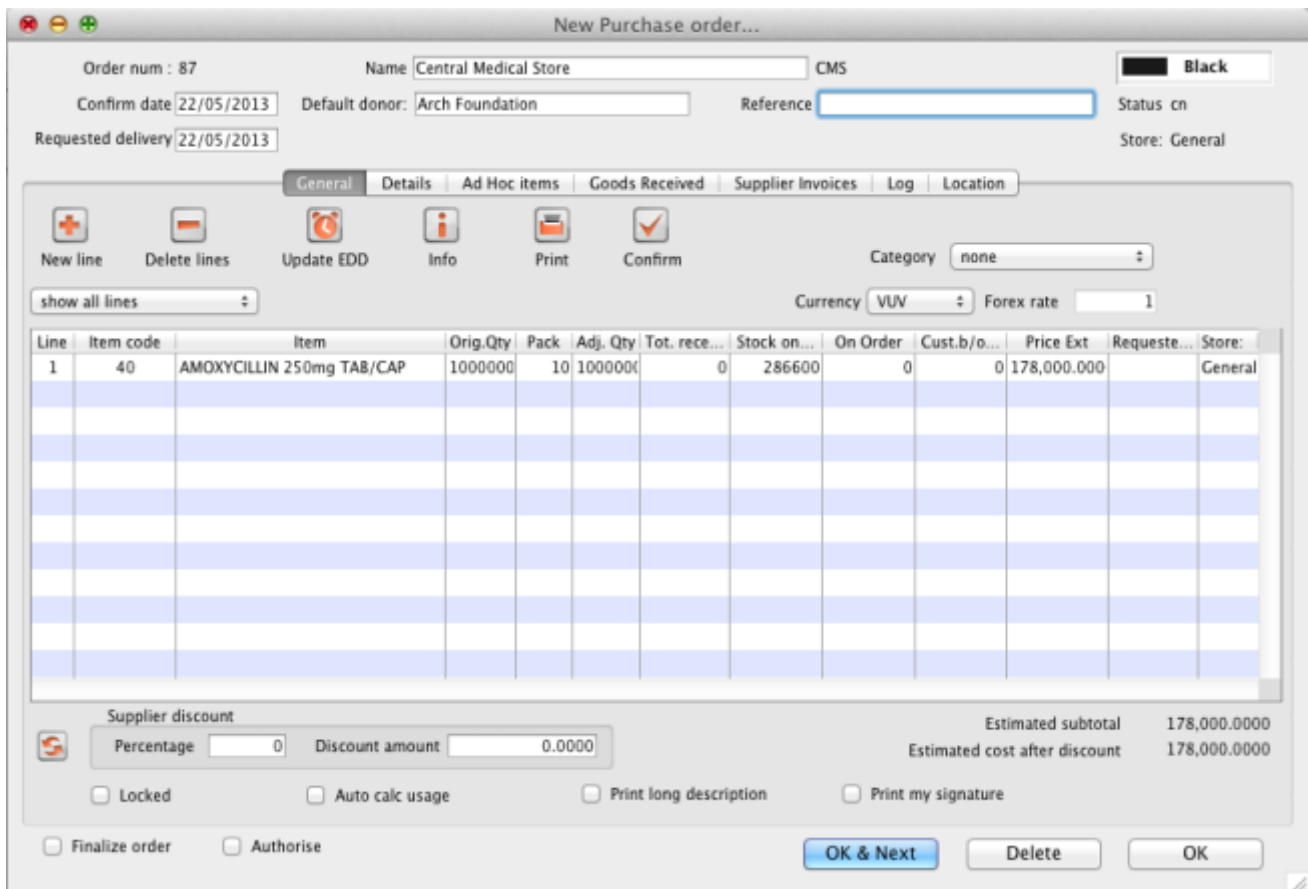 New Purchase order...
Order num : 87 Name Central Medical Store CMS Black
Confirm date 22/05/2013 Default donor: Arch Foundation Reference Status cn
Requested delivery 22/05/2013 Store: General
General Details Ad Hoc items Goods Received Supplier Invoices Log Location
New line Delete lines Update EDD Info Print Confirm Category none
show all lines Currency VUV Forex rate 1
Line Item code Item Orig.Qty Pack Adj. Qty Tot. rece... Stock on... On Order Cust.b/o... Price Ext Requeste... Store:
1 40 AMOXYCILLIN 250mg TAB/CAP 1000000 10 1000000 0 286600 0 0 178,000.000 General
Supplier discount
Percentage 0 Discount amount 0.0000
Estimated subtotal 178,000.0000
Estimated cost after discount 178,000.0000
Locked Auto calc usage Print long description Print my signature
Finalize order Authorise OK & Next Delete OK